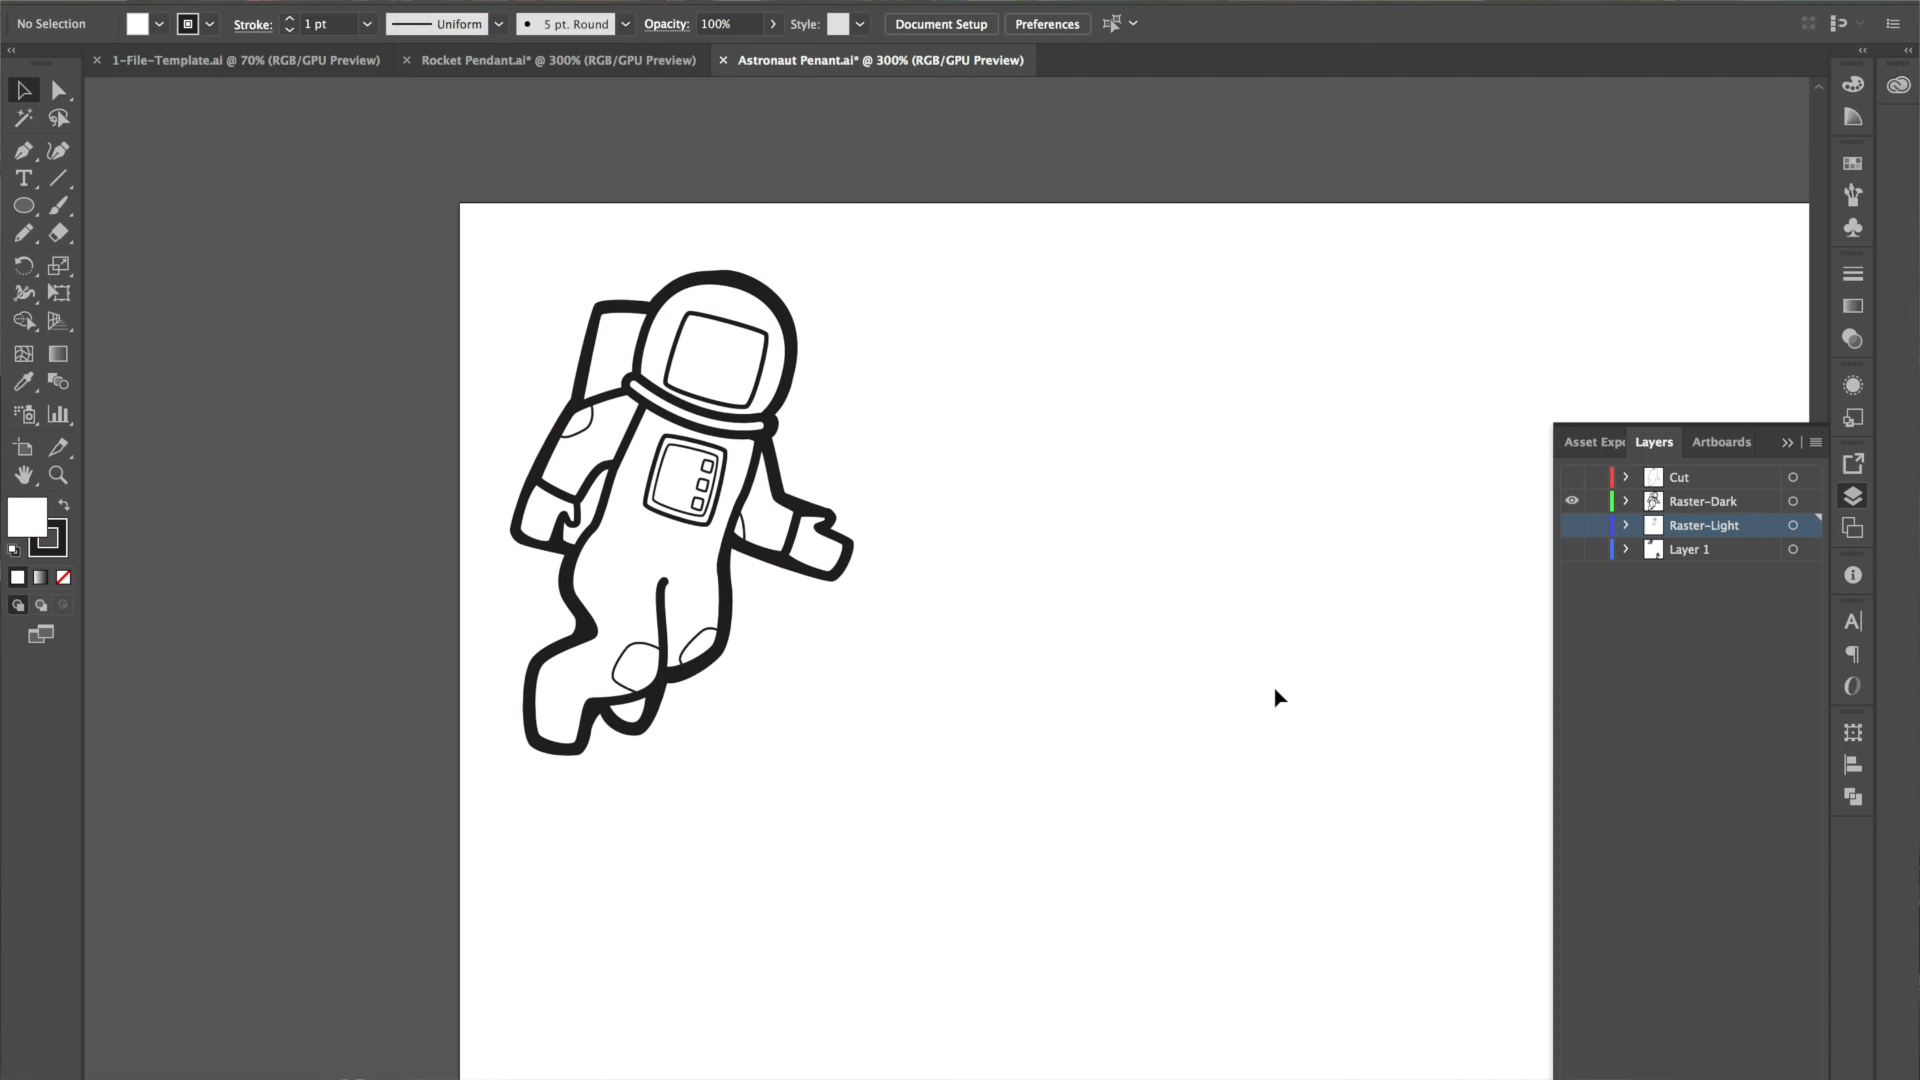 No Selection
Stroke:
1 pt
Uniform
5 pt. Round
Opacity:
100%
Style:
Document Setup
Preferences
1-File-Template.ai @ 70% (RGB/GPU Preview)
Rocket Pendant.ai* @ 300% (RGB/GPU Preview)
Astronaut Penant.ai* @ 300% (RGB/GPU Preview)
Asset Expo
Layers
Artboards
Cut
Raster-Dark
Raster-Light
Layer 1